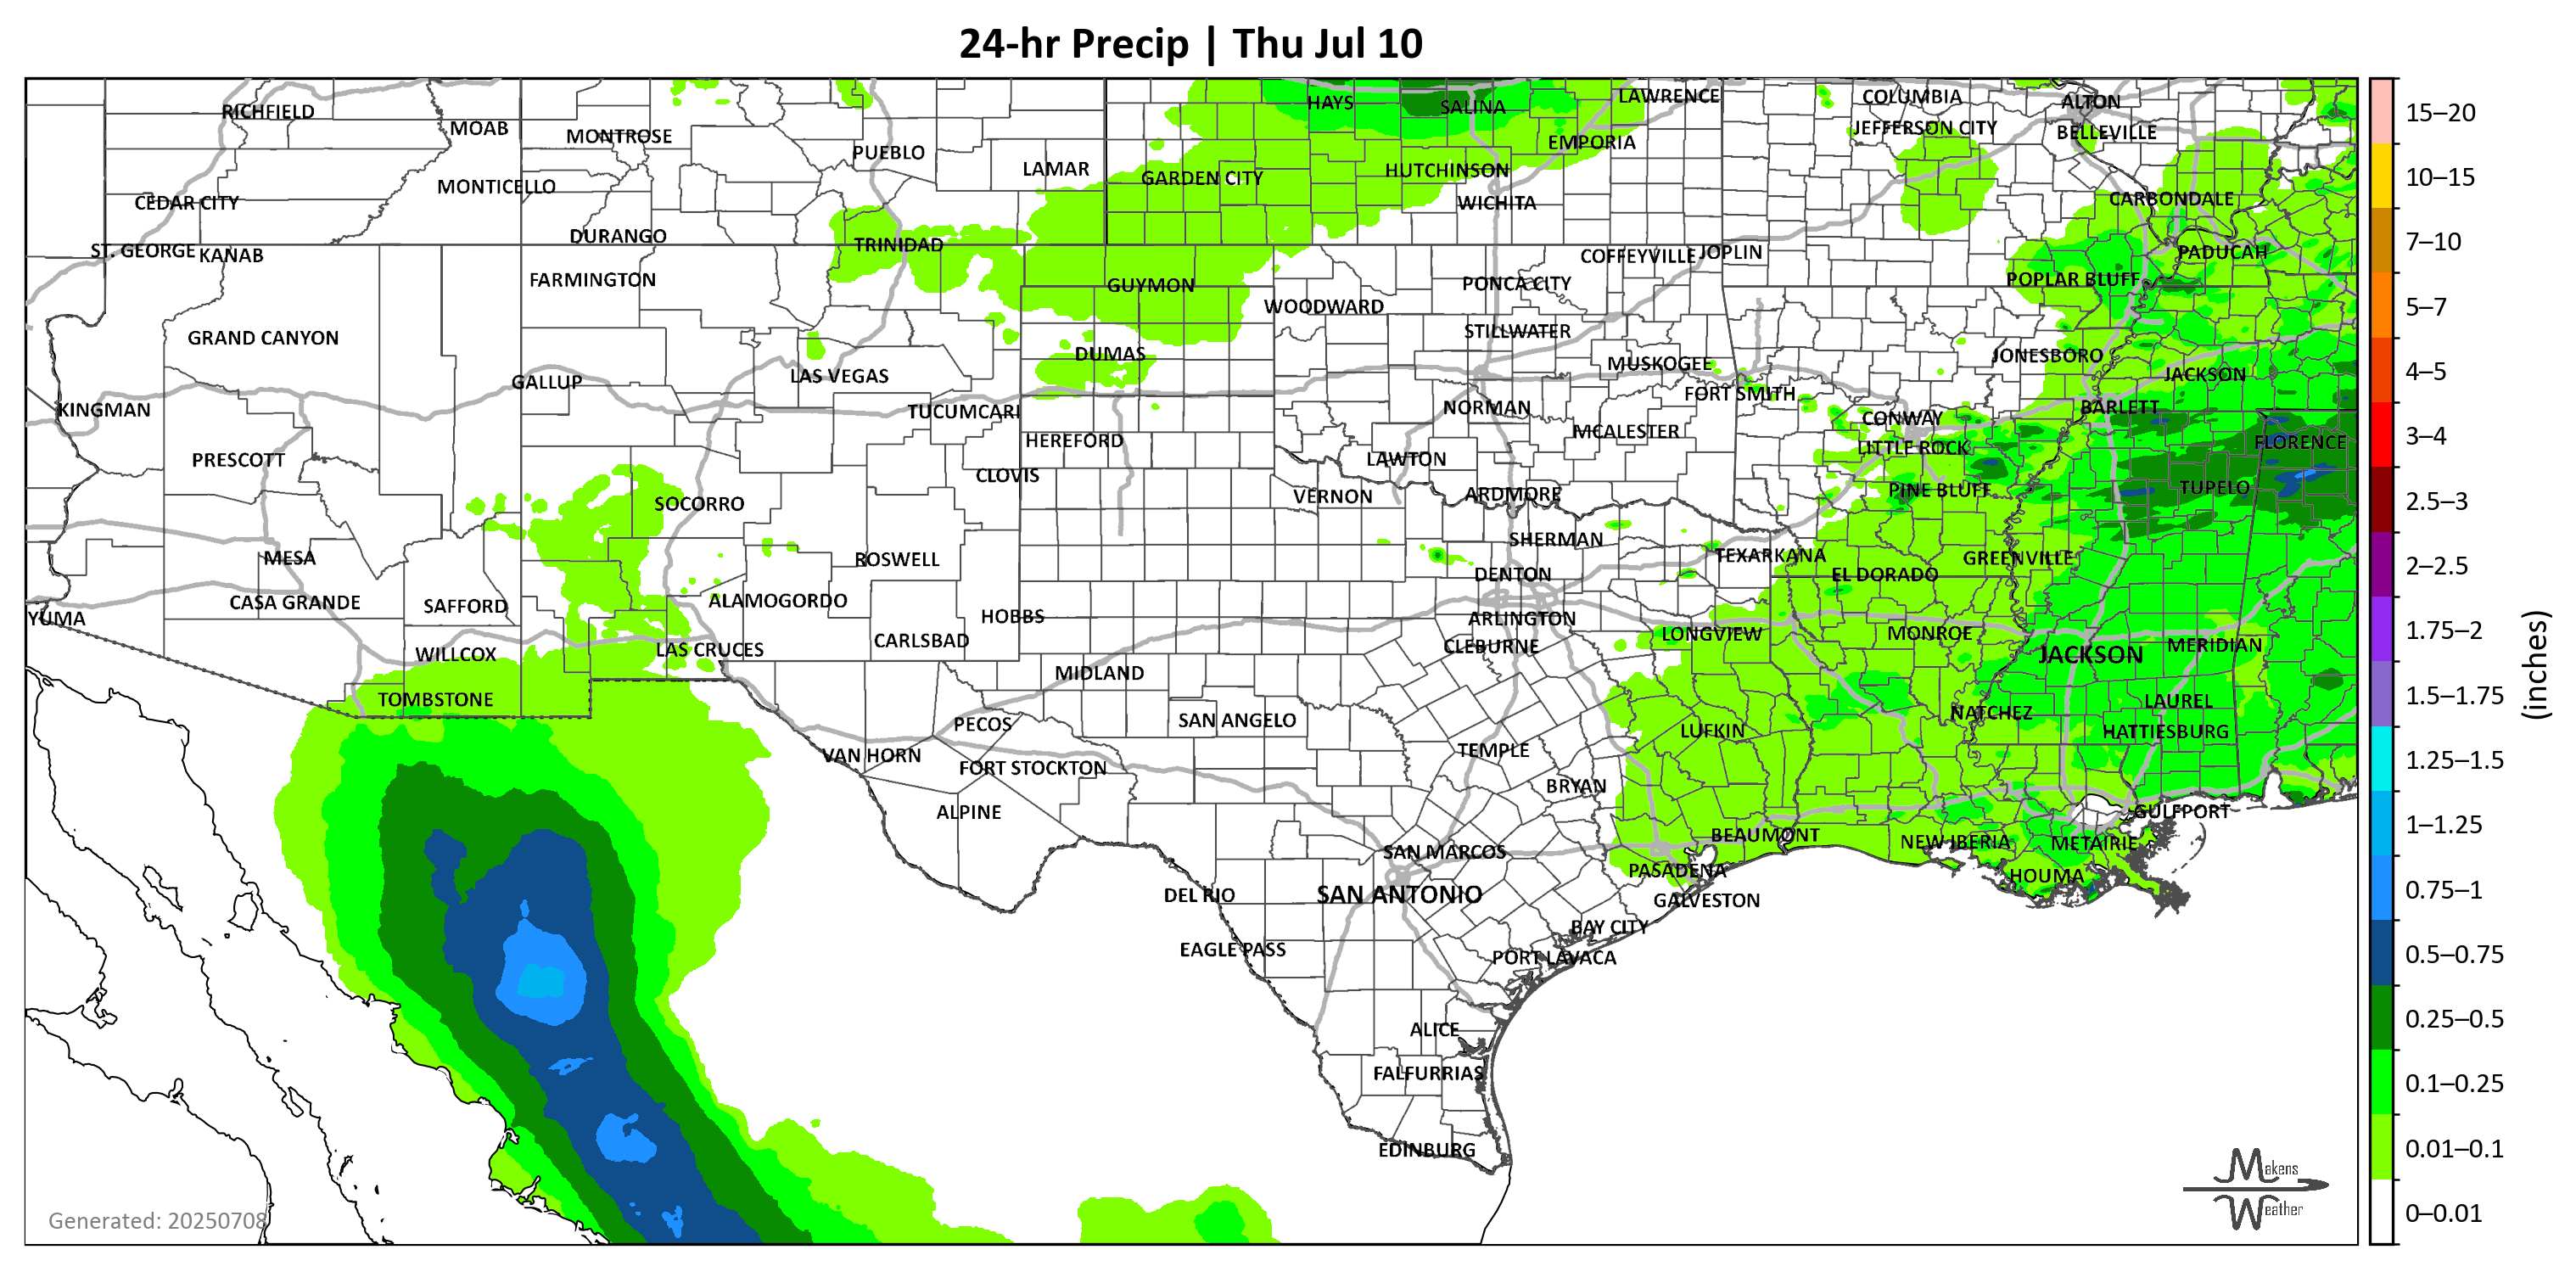 24-hr Precip | Thu Jul 10
RICHFIELD
MOAB
MONTROSE
PUEBLO
LAMAR
HAYS
SALINA
LAWRENCE
COLUMBIA
ALTON
JEFFERSON CITY
BELLEVILLE
EMPORIA
HUTCHINSON
GARDEN CITY
CEDAR CITY
MONTICELLO
WICHITA
CARBONDALE
DURANGO
TRINIDAD
ST. GEORGE
KANAB
COFFEYVILLE
JOPLIN
PADUCAH
FARMINGTON
GUYMON
PONCA CITY
POPLAR BLUFF
WOODWARD
GRAND CANYON
STILLWATER
DUMAS
MUSKOGEE
JONESBORO
GALLUP
LAS VEGAS
FORT SMITH
JACKSON
KINGMAN
TUCUMCARI
NORMAN
CONWAY
BARLETT
HEREFORD
MCALESTER
LITTLE ROCK
FLORENCE
PRESCOTT
CLOVIS
LAWTON
SOCORRO
VERNON
ARDMORE
PINE BLUFF
TUPELO
MESA
ROSWELL
SHERMAN
TEXARKANA
GREENVILLE
DENTON
EL DORADO
YUMA
CASA GRANDE
SAFFORD
ALAMOGORDO
HOBBS
ARLINGTON
LONGVIEW
MONROE
WILLCOX
LAS CRUCES
CARLSBAD
CLEBURNE
JACKSON
MERIDIAN
TOMBSTONE
MIDLAND
LAUREL
PECOS
SAN ANGELO
LUFKIN
NATCHEZ
HATTIESBURG
VAN HORN
FORT STOCKTON
TEMPLE
BRYAN
ALPINE
GULFPORT
BEAUMONT
NEW IBERIA
METAIRIE
SAN MARCOS
PASADENA
HOUMA
DEL RIO
SAN ANTONIO
GALVESTON
EAGLE PASS
BAY CITY
PORT LAVACA
ALICE
FALFURRIAS
EDINBURG
Generated: 20250708
Makens
Weather
15–20
10–15
7–10
5–7
4–5
3–4
2.5–3
2–2.5
1.75–2
1.5–1.75
1.25–1.5
1–1.25
0.75–1
0.5–0.75
0.25–0.5
0.1–0.25
0.01–0.1
0–0.01
(inches)